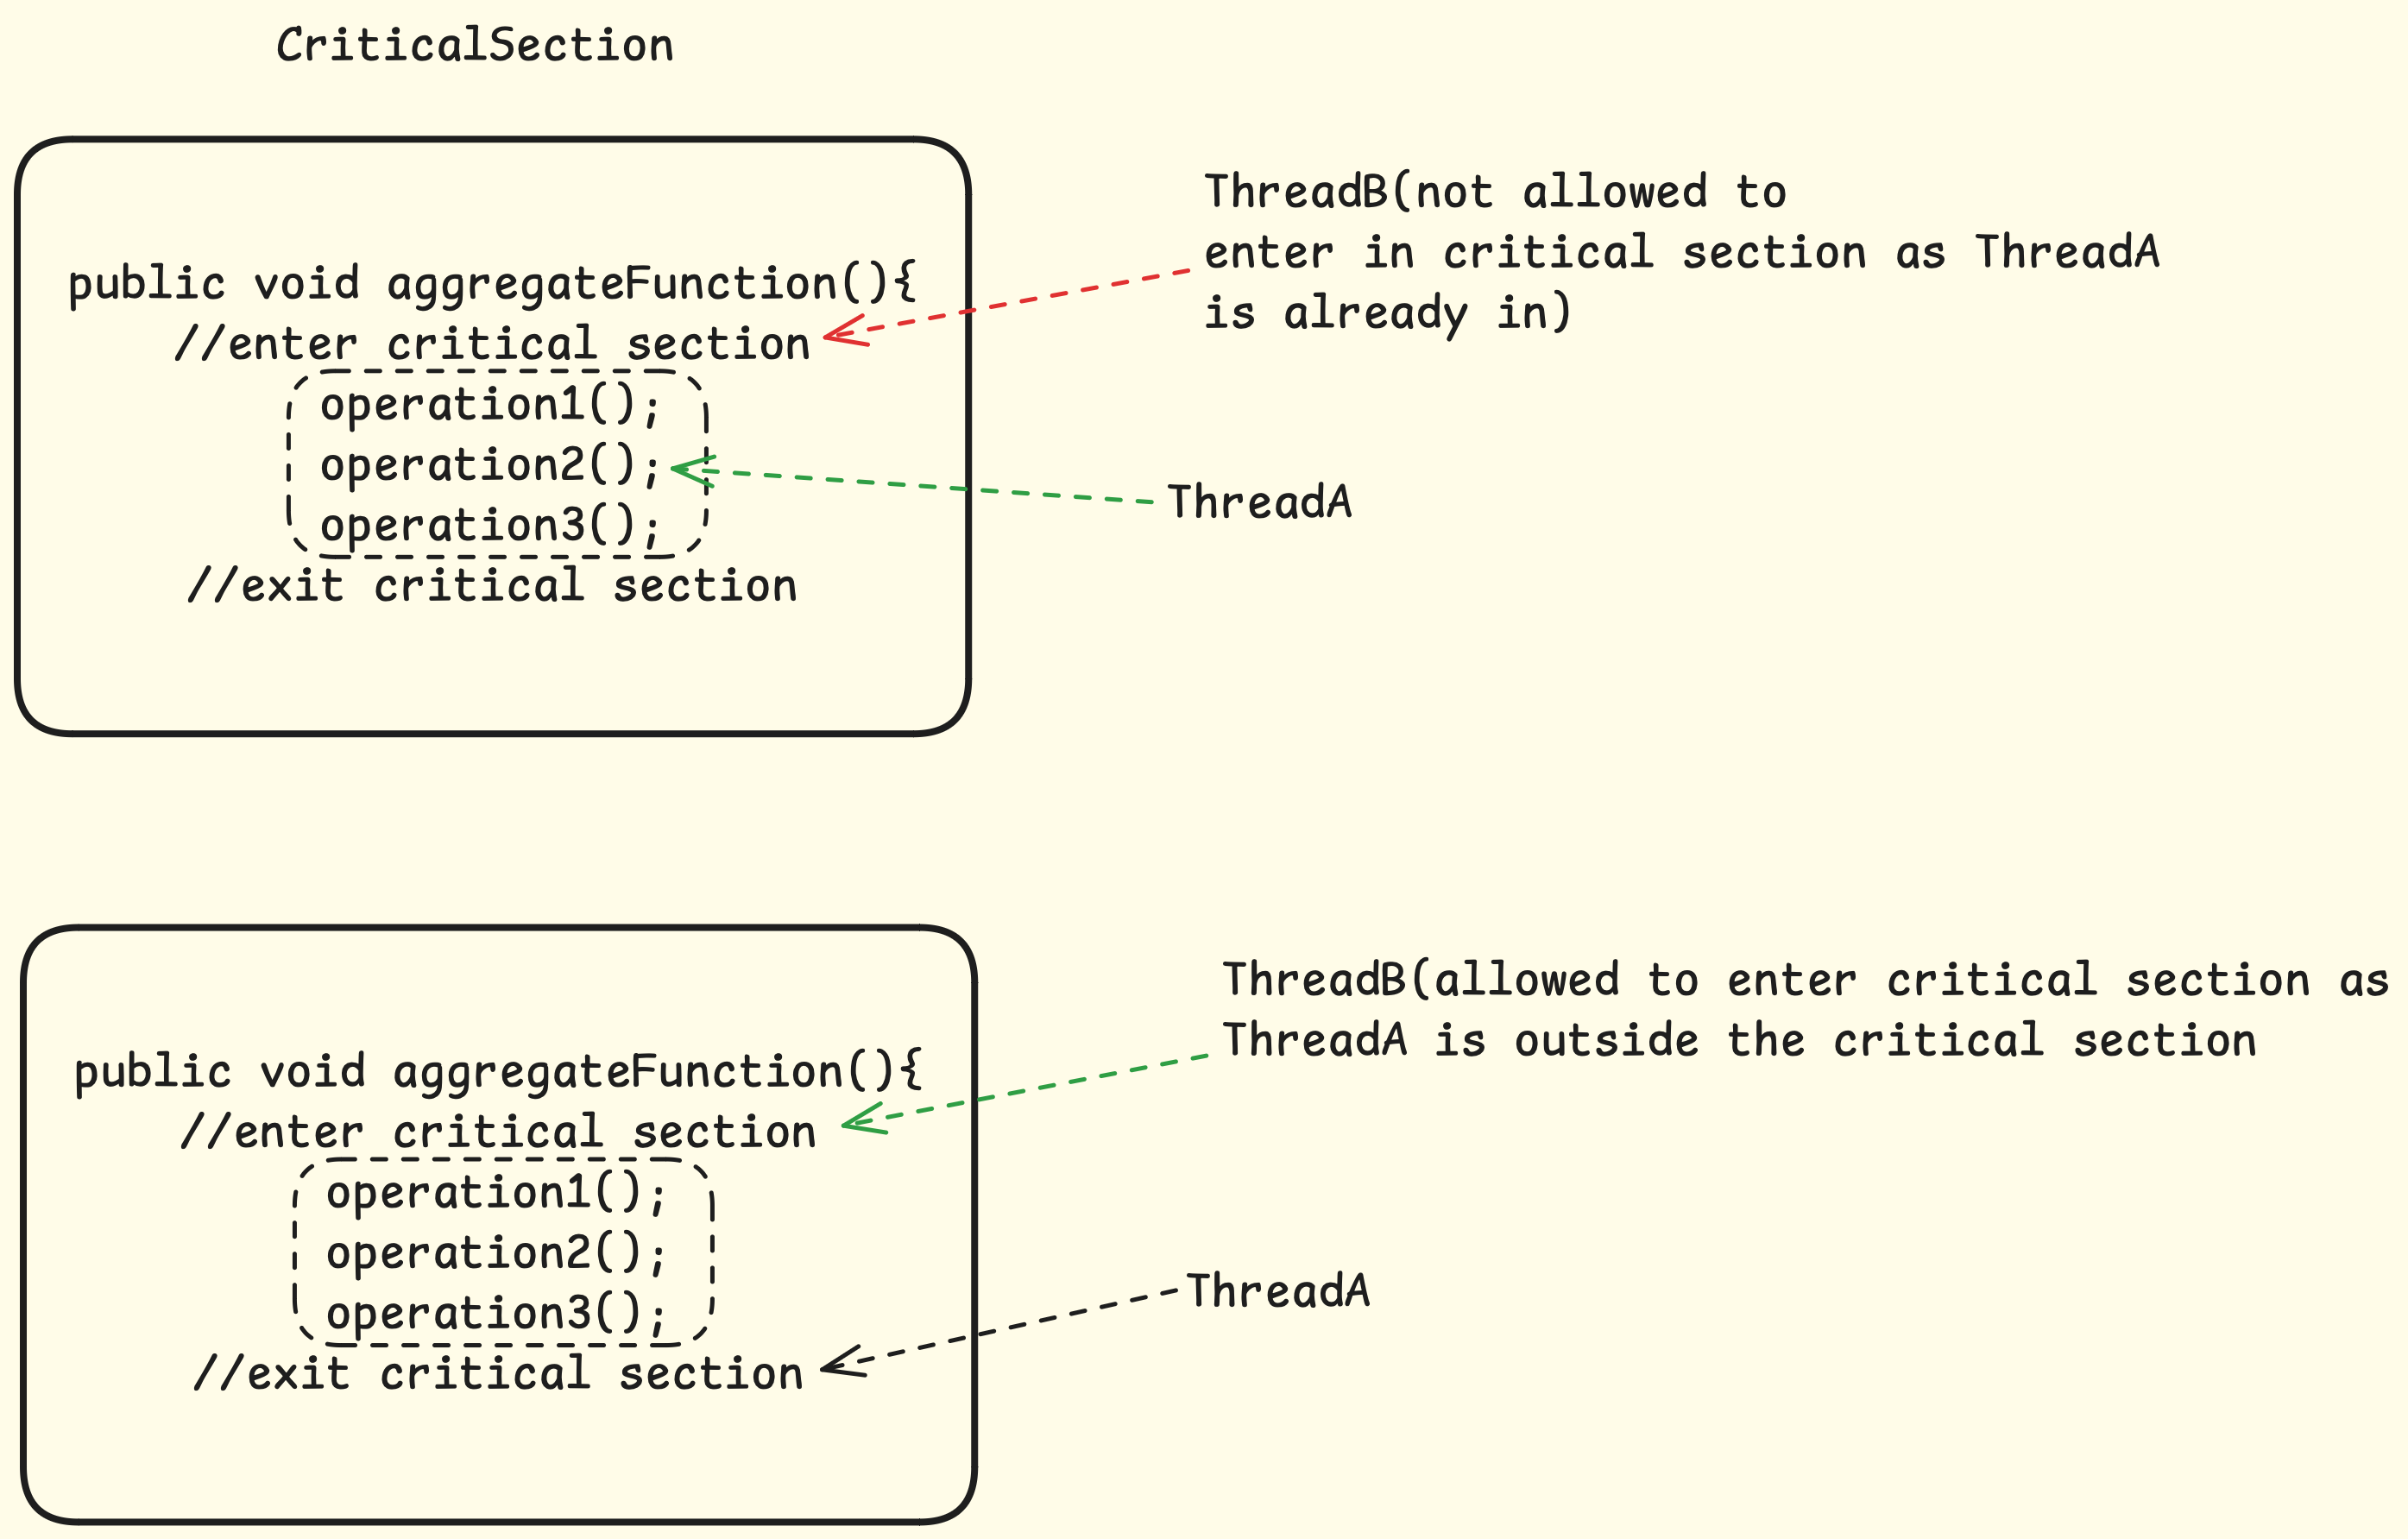 CriticalSection
public void aggregateFunction(){
//enter critical section
operation1();
operation2();
operation3();
//exit critical section
ThreadB(not allowed to
enter in critical section as ThreadA
is already in)
ThreadA
public void aggregateFunction(){
//enter critical section
operation1();
operation2();
operation3();
//exit critical section
ThreadB(allowed to enter critical section as
ThreadA is outside the critical section
ThreadA